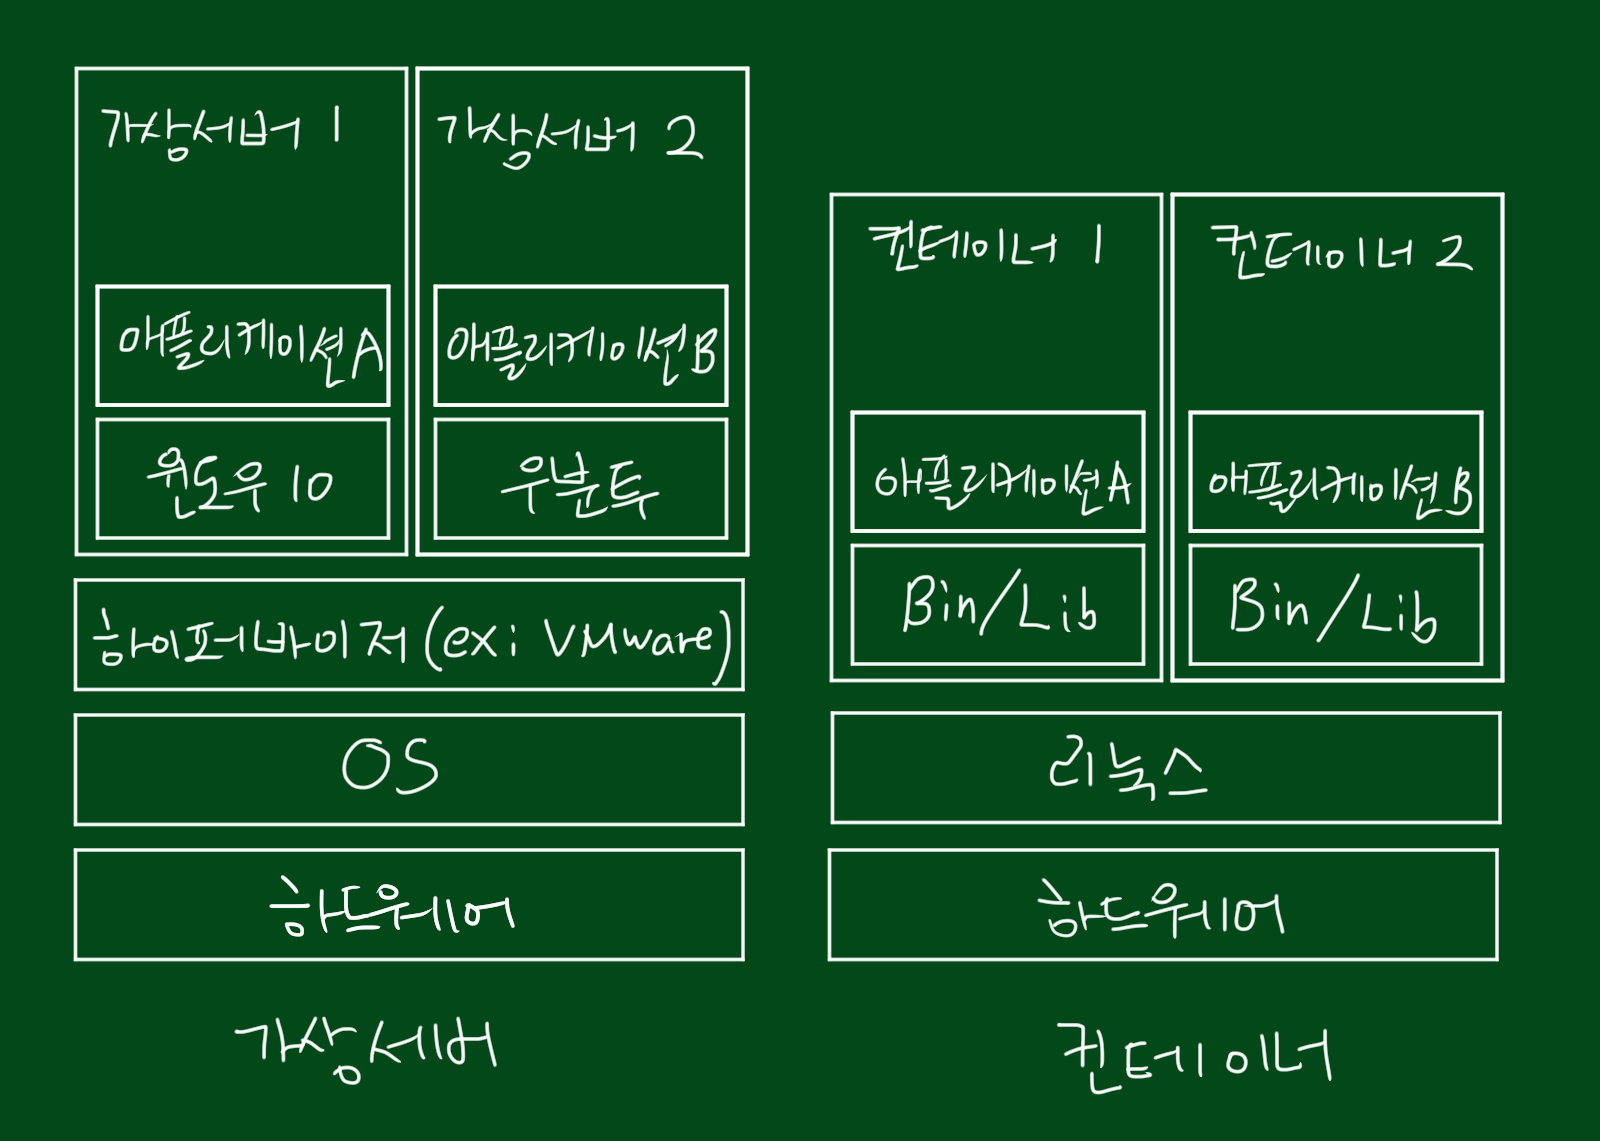 가상서버 1
가상서버 2
애플리케이션A
애플리케이션B
윈도우 10
우분투
하이퍼바이저(ex: VMware)
OS
하드웨어
가상서버
컨테이너 1
컨테이너 2
애플리케이션A
애플리케이션B
Bin/Lib
Bin/Lib
리눅스
하드웨어
컨테이너